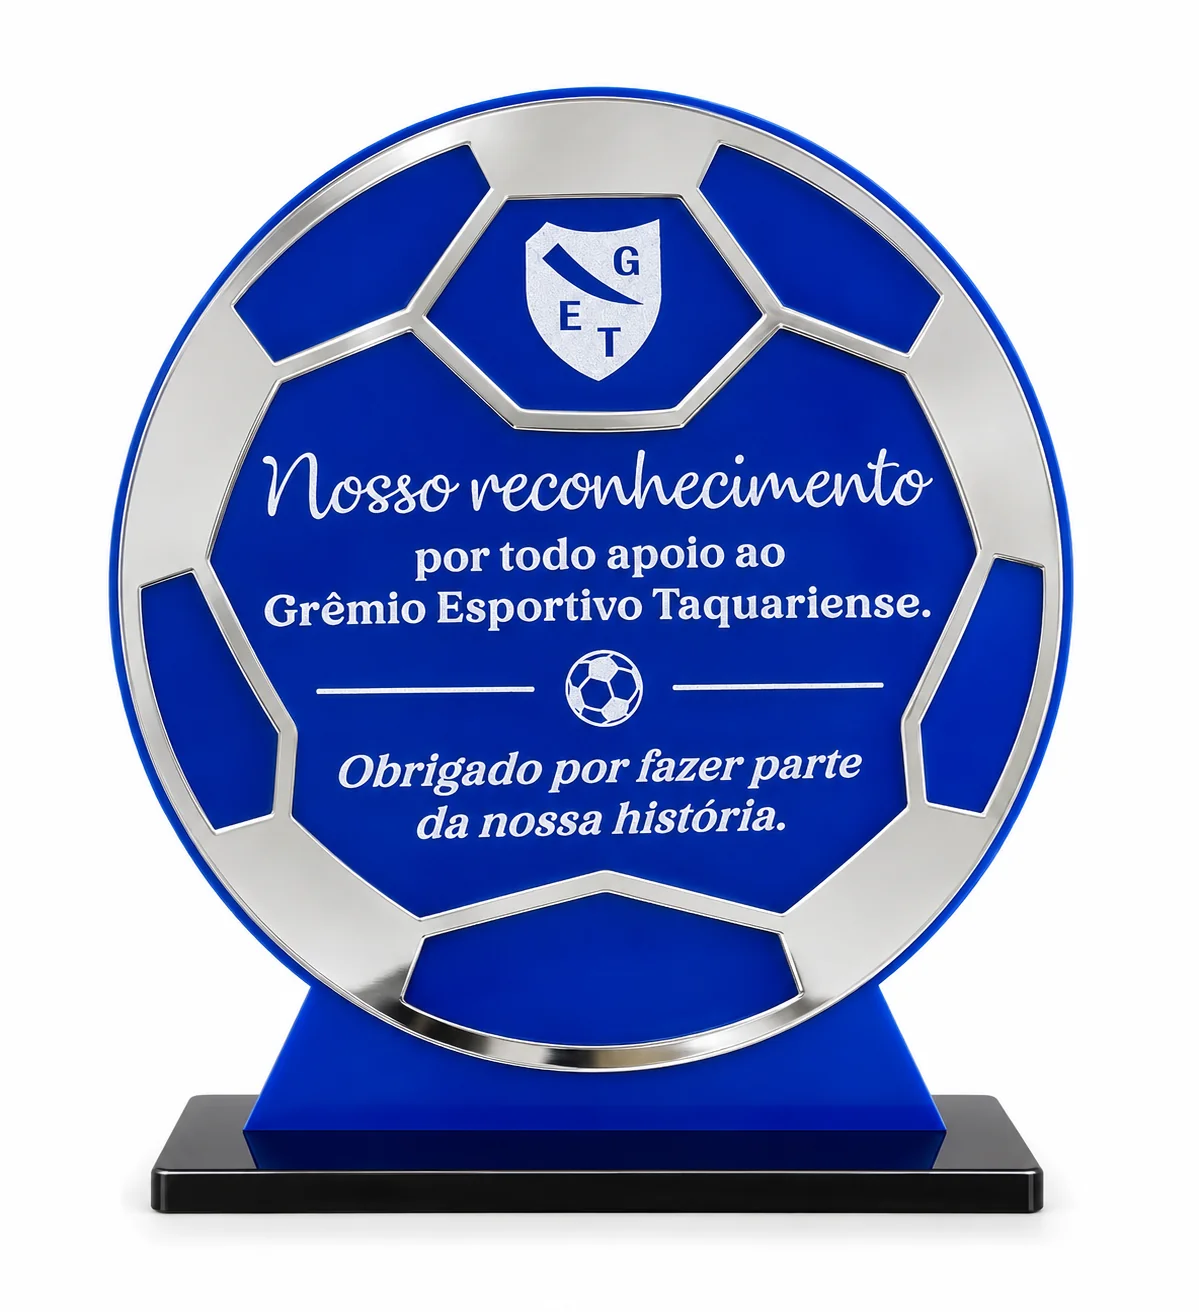 G
E T
Nosso reconhecimento
por todo apoio ao
Grêmio Esportivo Taquariense.
Obrigado por fazer parte
da nossa história.